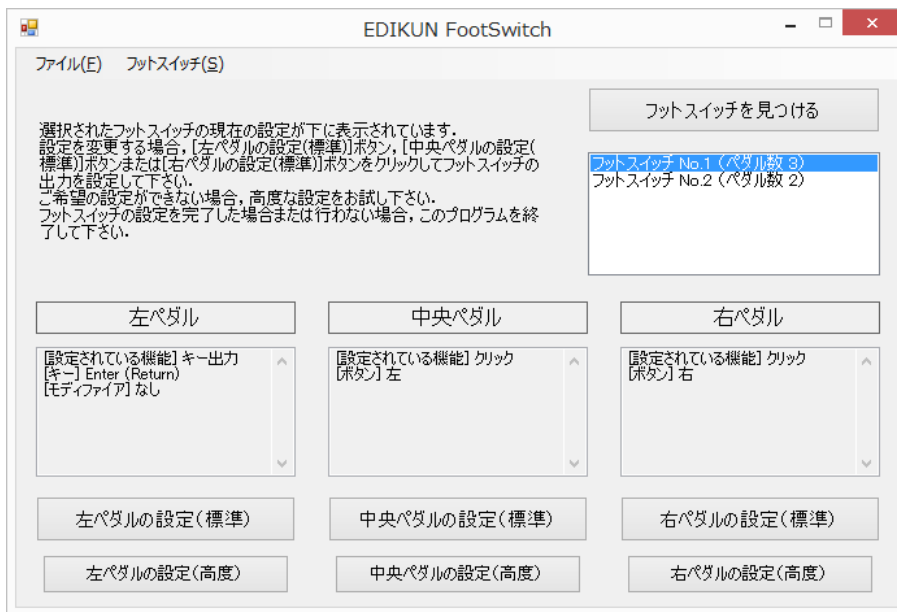 EDIKUN FootSwitch
ファイル(F) フットスイッチ(S)
フットスイッチを見つける
選択されたフットスイッチの現在の設定が下に表示されています.
設定を変更する場合, [左ペダルの設定(標準)]ボタン, [中央ペダルの設定(
標準)]ボタンまたは[右ペダルの設定(標準)]ボタンをクリックしてフットスイッチの
出力を設定して下さい.
ご希望の設定ができない場合, 高度な設定をお試し下さい.
フットスイッチの設定を完了した場合または行わない場合, このプログラムを終
了して下さい.
フットスイッチ No.1 (ペダル数 3)
フットスイッチ No.2 (ペダル数 2)
左ペダル
[設定されている機能] キー出力
[キー] Enter (Return)
[モディファイア] なし
中央ペダル
[設定されている機能] クリック
[ボタン] 左
右ペダル
[設定されている機能] クリック
[ボタン] 右
左ペダルの設定(標準)
中央ペダルの設定(標準)
右ペダルの設定(標準)
左ペダルの設定(高度)
中央ペダルの設定(高度)
右ペダルの設定(高度)